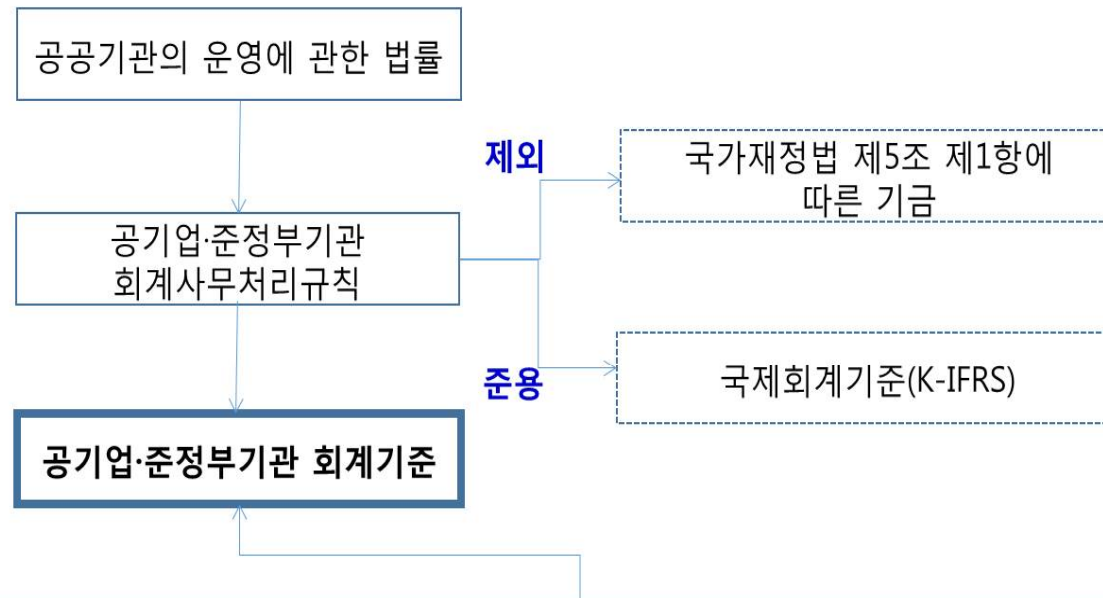 공공기관의 운영에 관한 법률
제외
국가재정법 제5조 제1항에
따른 기금
공기업·준정부기관
회계사무처리규칙
준용
국제회계기준(K-IFRS)
공기업·준정부기관 회계기준